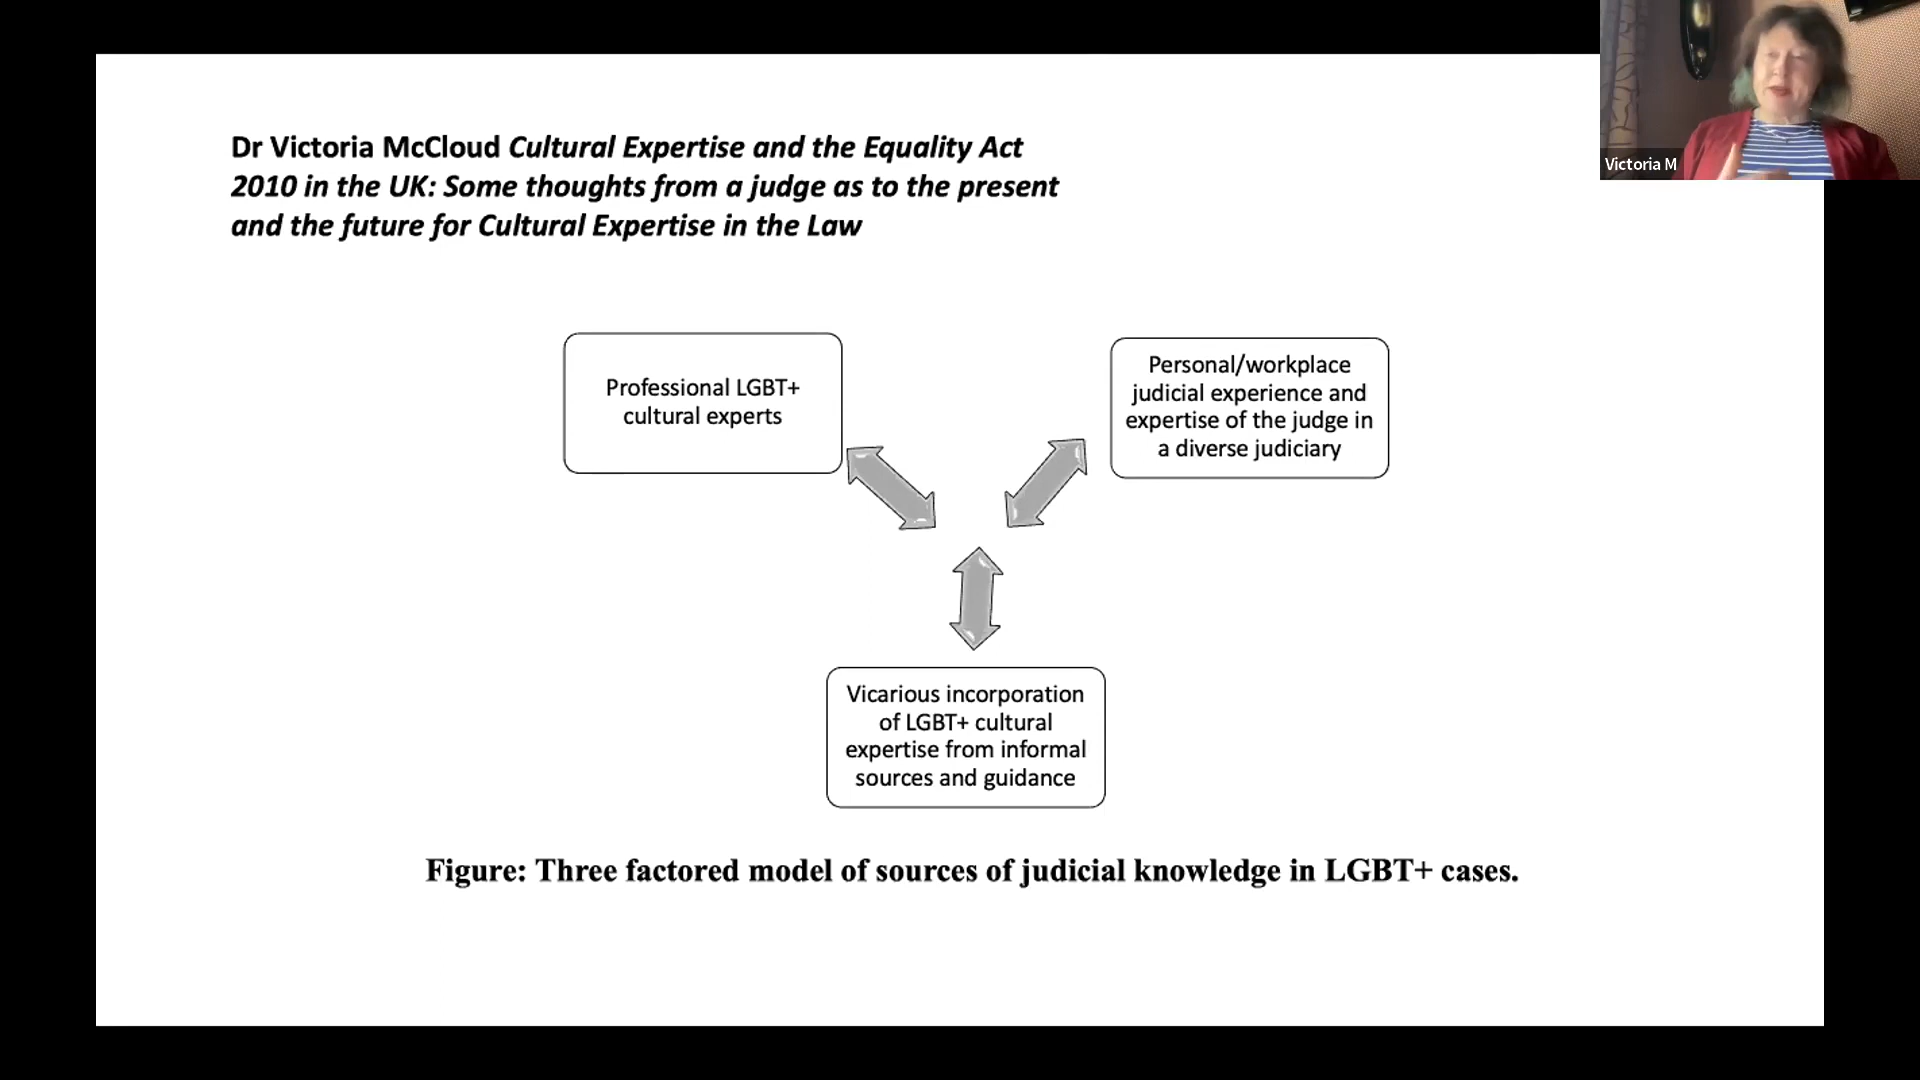 Dr Victoria McCloud Cultural Expertise and the Equality Act
2010 in the UK: Some thoughts from a judge as to the present
and the future for Cultural Expertise in the Law
Victoria M
Professional LGBT+
cultural experts
Personal/workplace
judicial experience and
expertise of the judge in
a diverse judiciary
Vicarious incorporation
of LGBT+ cultural
expertise from informal
sources and guidance
Figure: Three factored model of sources of judicial knowledge in LGBT+ cases.